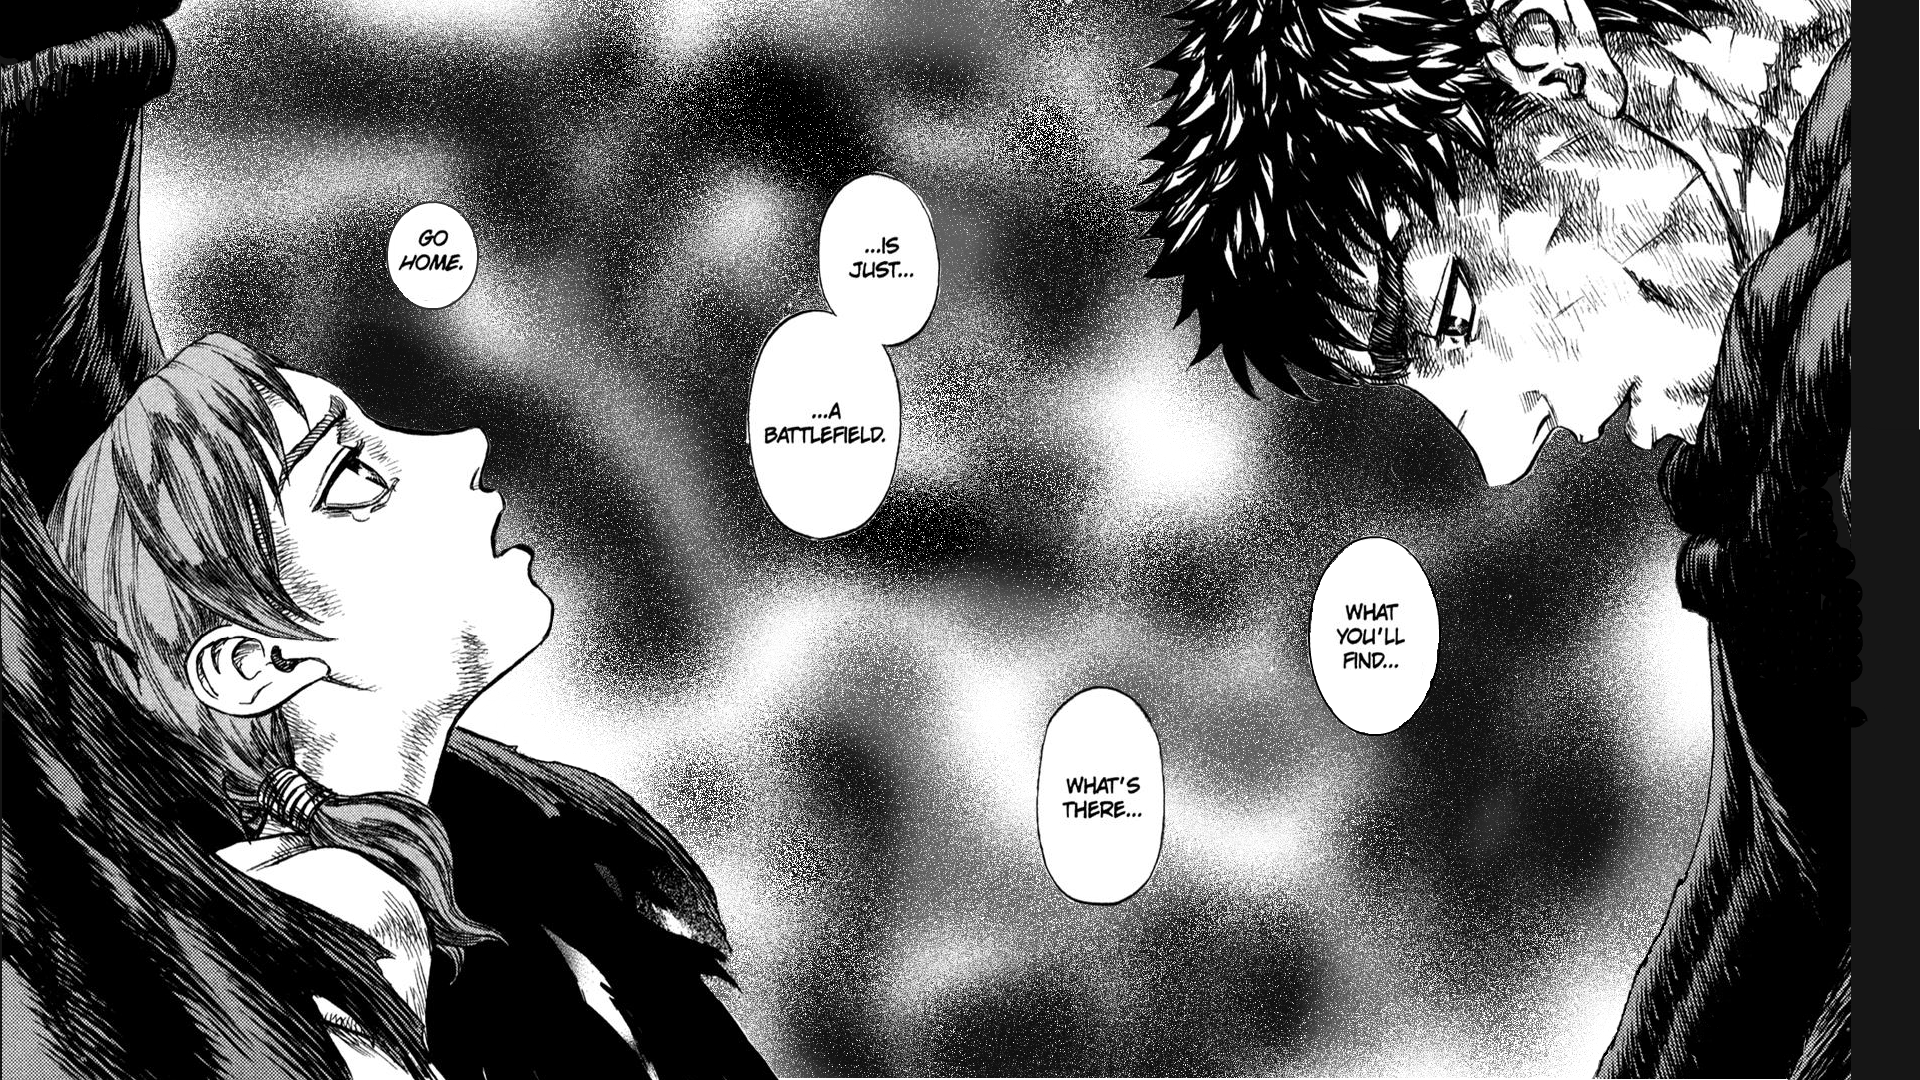 WHAT
YOU'LL
FIND...
WHAT'S
THERE...
...IS
JUST...
...A
BATTLEFIELD.
GO
HOME.